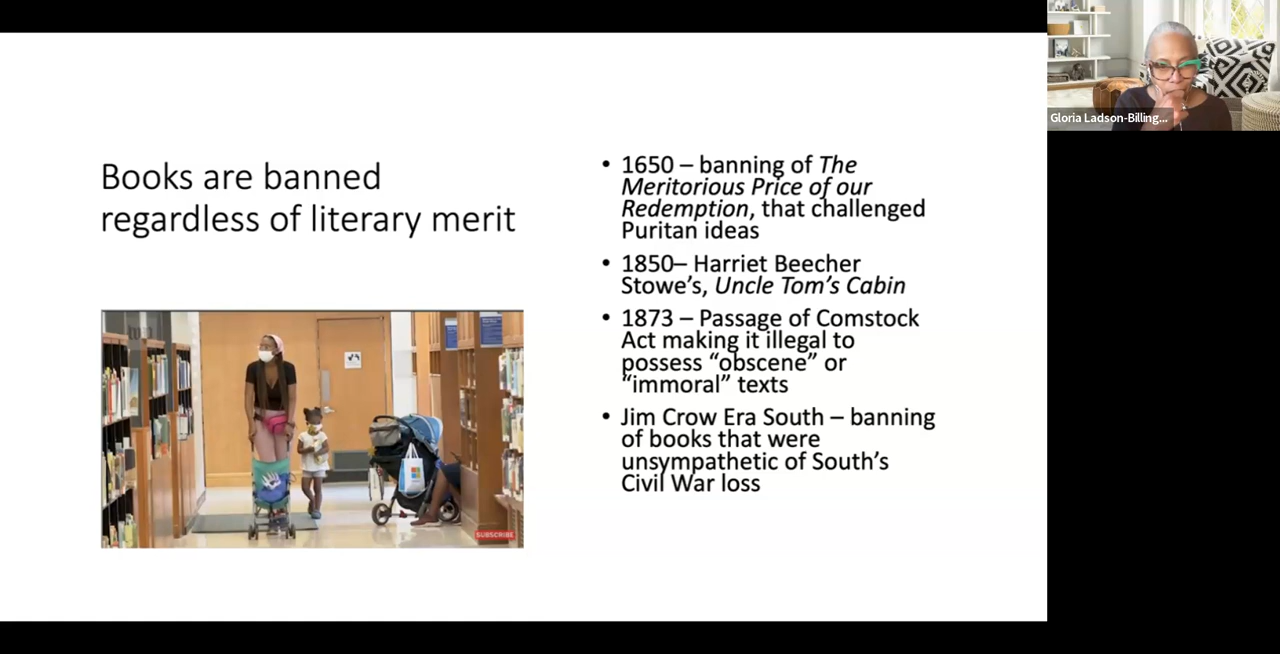 Books are banned
regardless of literary merit
• 1650 – banning of The
Meritorious Price of our
Redemption, that challenged
Puritan ideas
• 1850– Harriet Beecher
Stowe’s, Uncle Tom’s Cabin
• 1873 – Passage of Comstock
Act making it illegal to
possess “obscene” or
“immoral” texts
• Jim Crow Era South – banning
of books that were
unsympathetic of South’s
Civil War loss
SUBSCRIBE
Gloria Ladson-Billing...